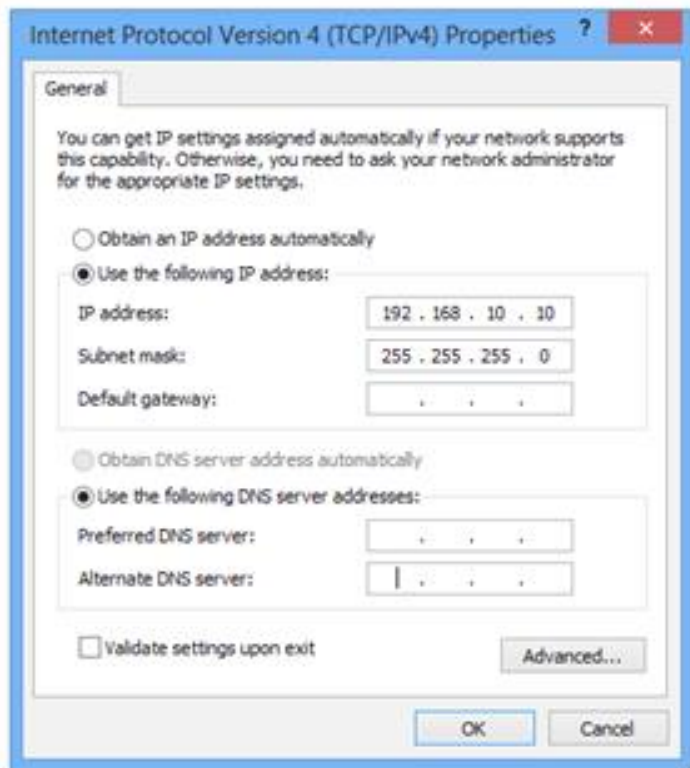 Internet Protocol Version 4 (TCP/IPv4) Properties ? ×
General
You can get IP settings assigned automatically if your network supports
this capability. Otherwise, you need to ask your network administrator
for the appropriate IP settings.
Obtain an IP address automatically
Use the following IP address:
IP address: 192 . 168 . 10 . 10
Subnet mask: 255 . 255 . 255 . 0
Default gateway: . . .
Obtain DNS server address automatically
Use the following DNS server addresses:
Preferred DNS server: . . .
Alternate DNS server: . . .
Validate settings upon exit
Advanced...
OK Cancel